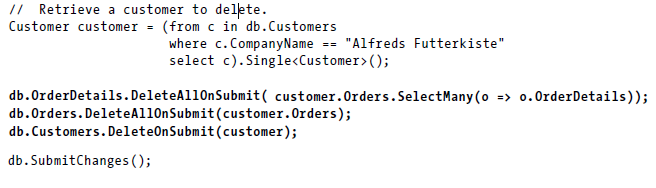 //  Retrieve a customer to delete.
Customer customer = (from c in db.Customers
                     where c.CompanyName == "Alfreds Futterkiste"
                     select c).Single<Customer>();
db.OrderDetails.DeleteAllOnSubmit( customer.Orders.SelectMany(o => o.OrderDetails));
db.Orders.DeleteAllOnSubmit(customer.Orders);
db.Customers.DeleteOnSubmit(customer);
db.SubmitChanges();